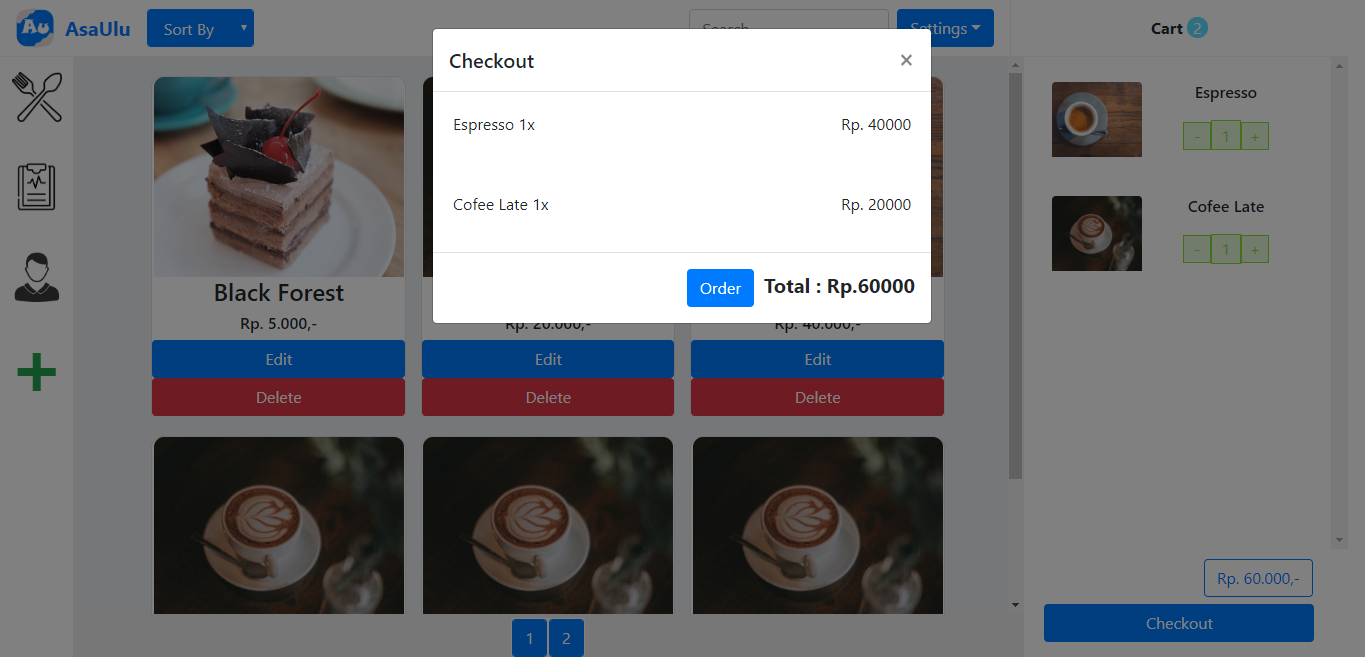 Au AsaUlu
Sort By
Search
Settings
Cart 2
Checkout ×
Espresso 1x Rp. 40000
Cofee Late 1x Rp. 20000
Order Total : Rp.60000
Black Forest
Rp. 5.000,-
Rp. 20.000,-
Rp. 40.000,-
Edit
Edit
Edit
Delete
Delete
Delete
1 2
Espresso
- 1 +
Cofee Late
- 1 +
Rp. 60.000,-
Checkout